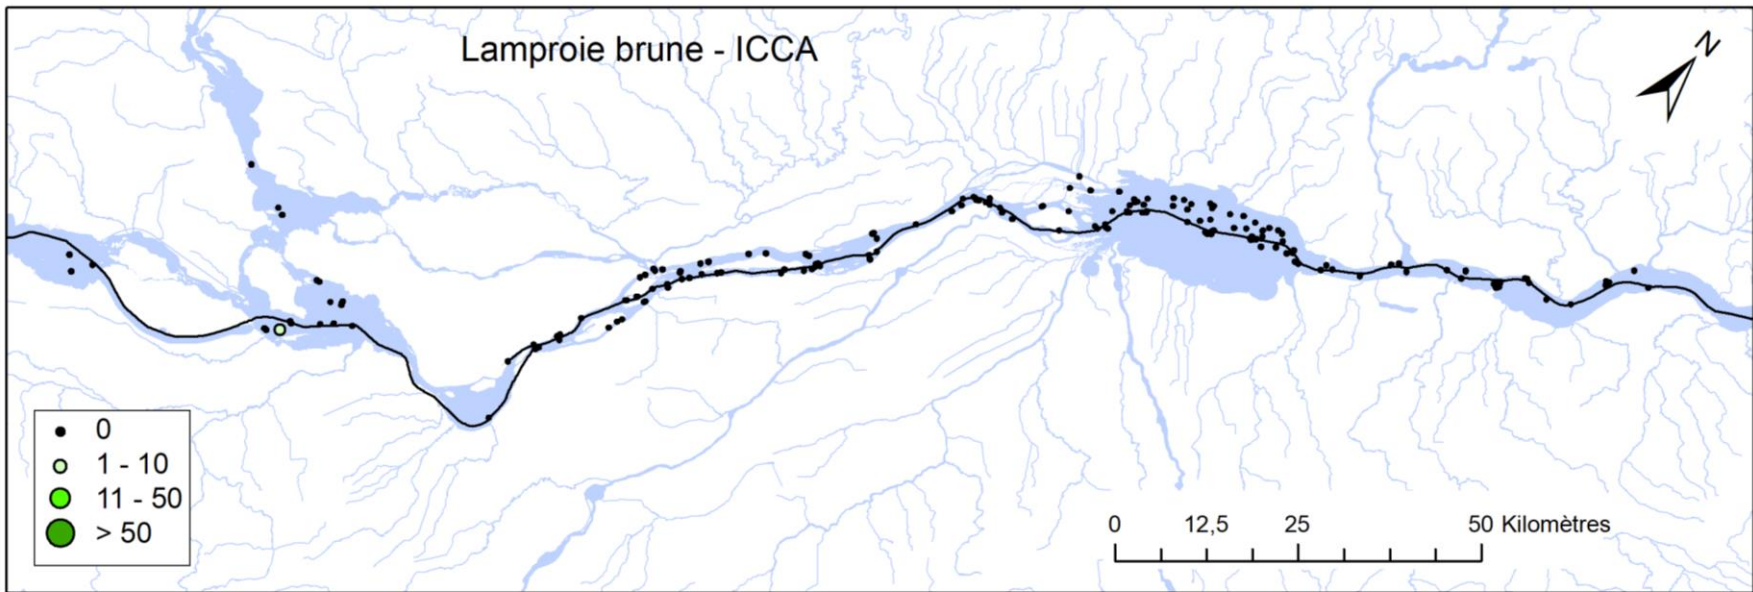 Lamproie brune - ICCA
N
0
1 - 10
11 - 50
> 50
0 12,5 25 50 Kilomètres